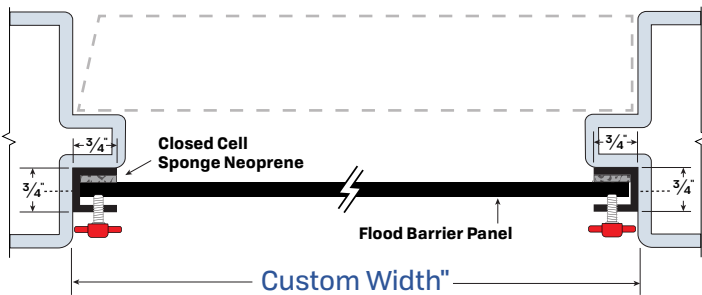 3/4"
3/4"
Closed Cell
Sponge Neoprene
3/4"
3/4"
Flood Barrier Panel
Custom Width"